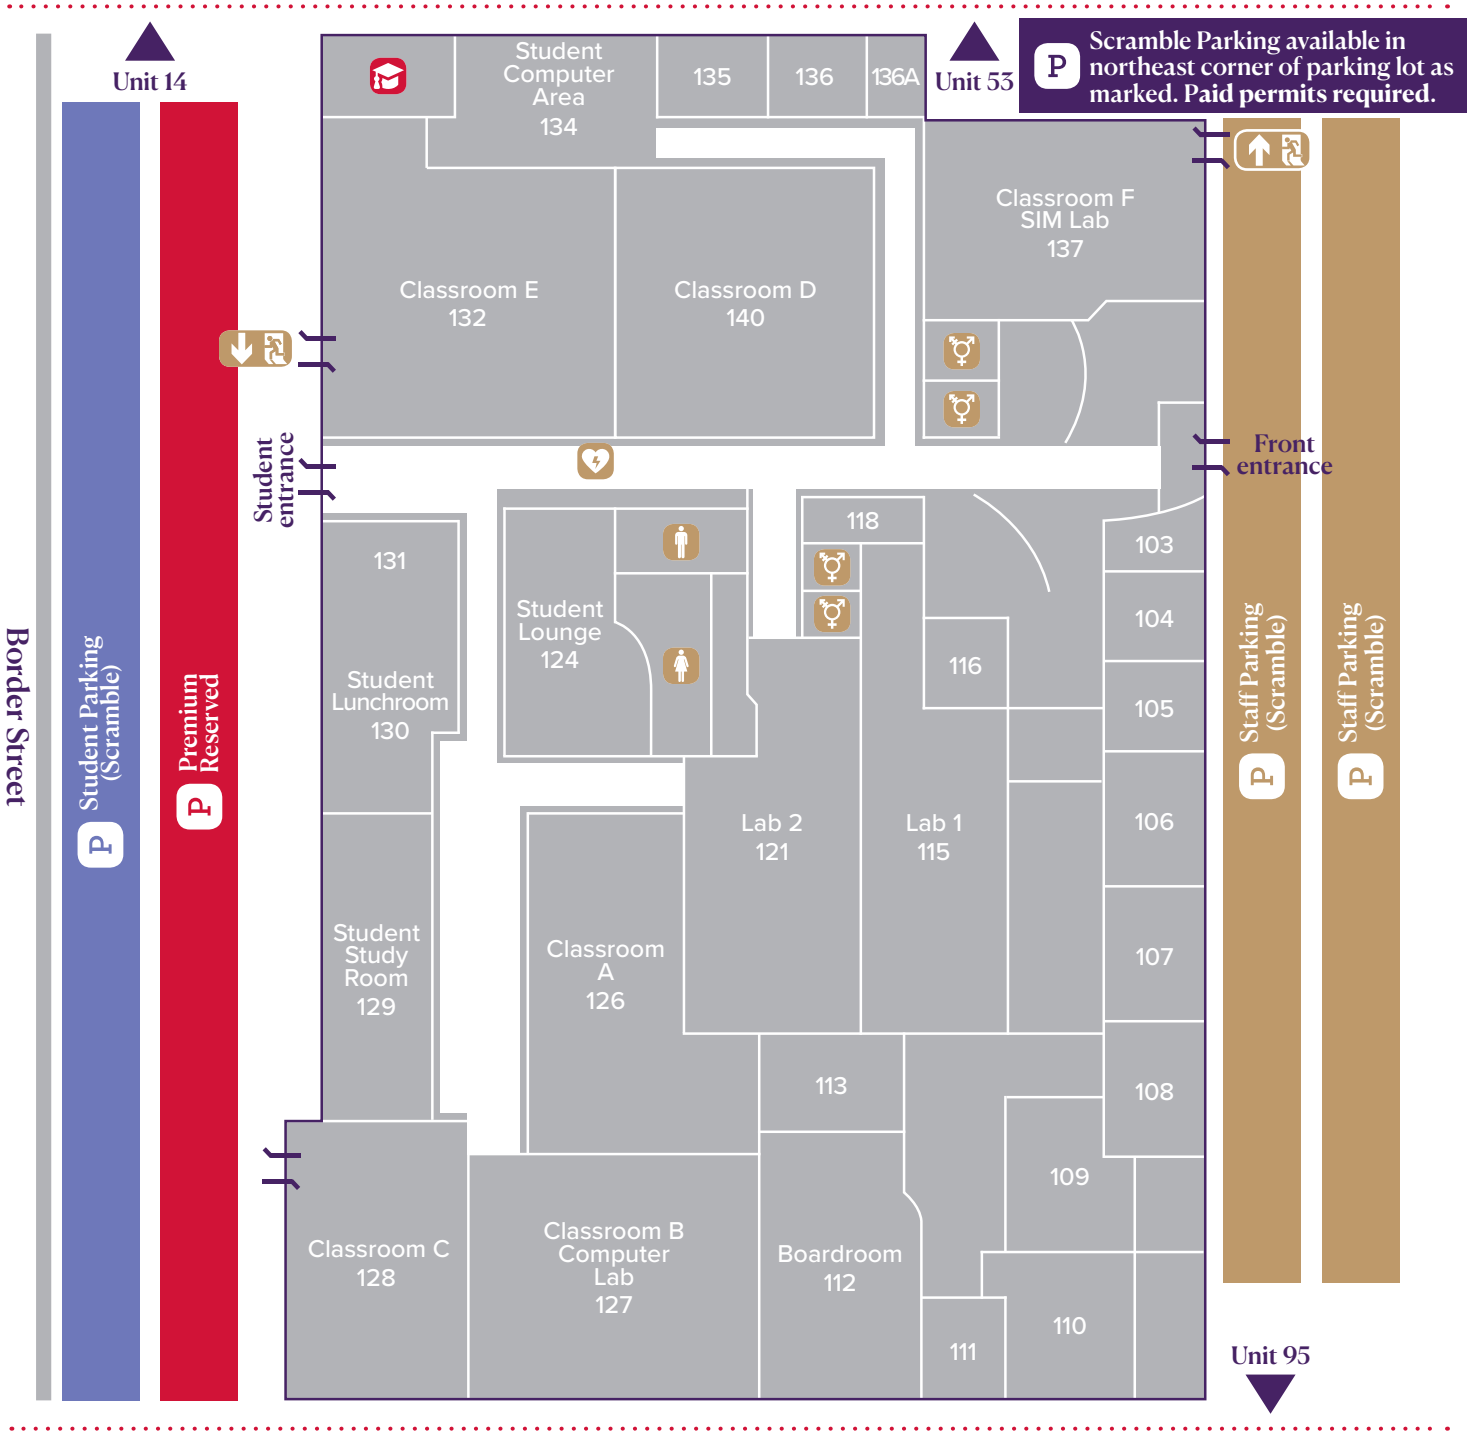 Unit 14
Unit 53
P
Scramble Parking available in
northeast corner of parking lot as
marked. Paid permits required.
Student
Computer
Area
134
135
136
136A
Classroom F
SIM Lab
137
Classroom E
132
Classroom D
140
Student
entrance
Front
entrance
131
118
103
Student
Lounge
124
104
116
Student
Lunchroom
130
105
Border Street
P Student Parking
(Scramble)
P Premium
Reserved
P Staff Parking
(Scramble)
P Staff Parking
(Scramble)
Lab 2
121
Lab 1
115
106
Student
Study
Room
129
Classroom
A
126
107
113
108
109
Classroom C
128
Classroom B
Computer
Lab
127
Boardroom
112
110
111
Unit 95